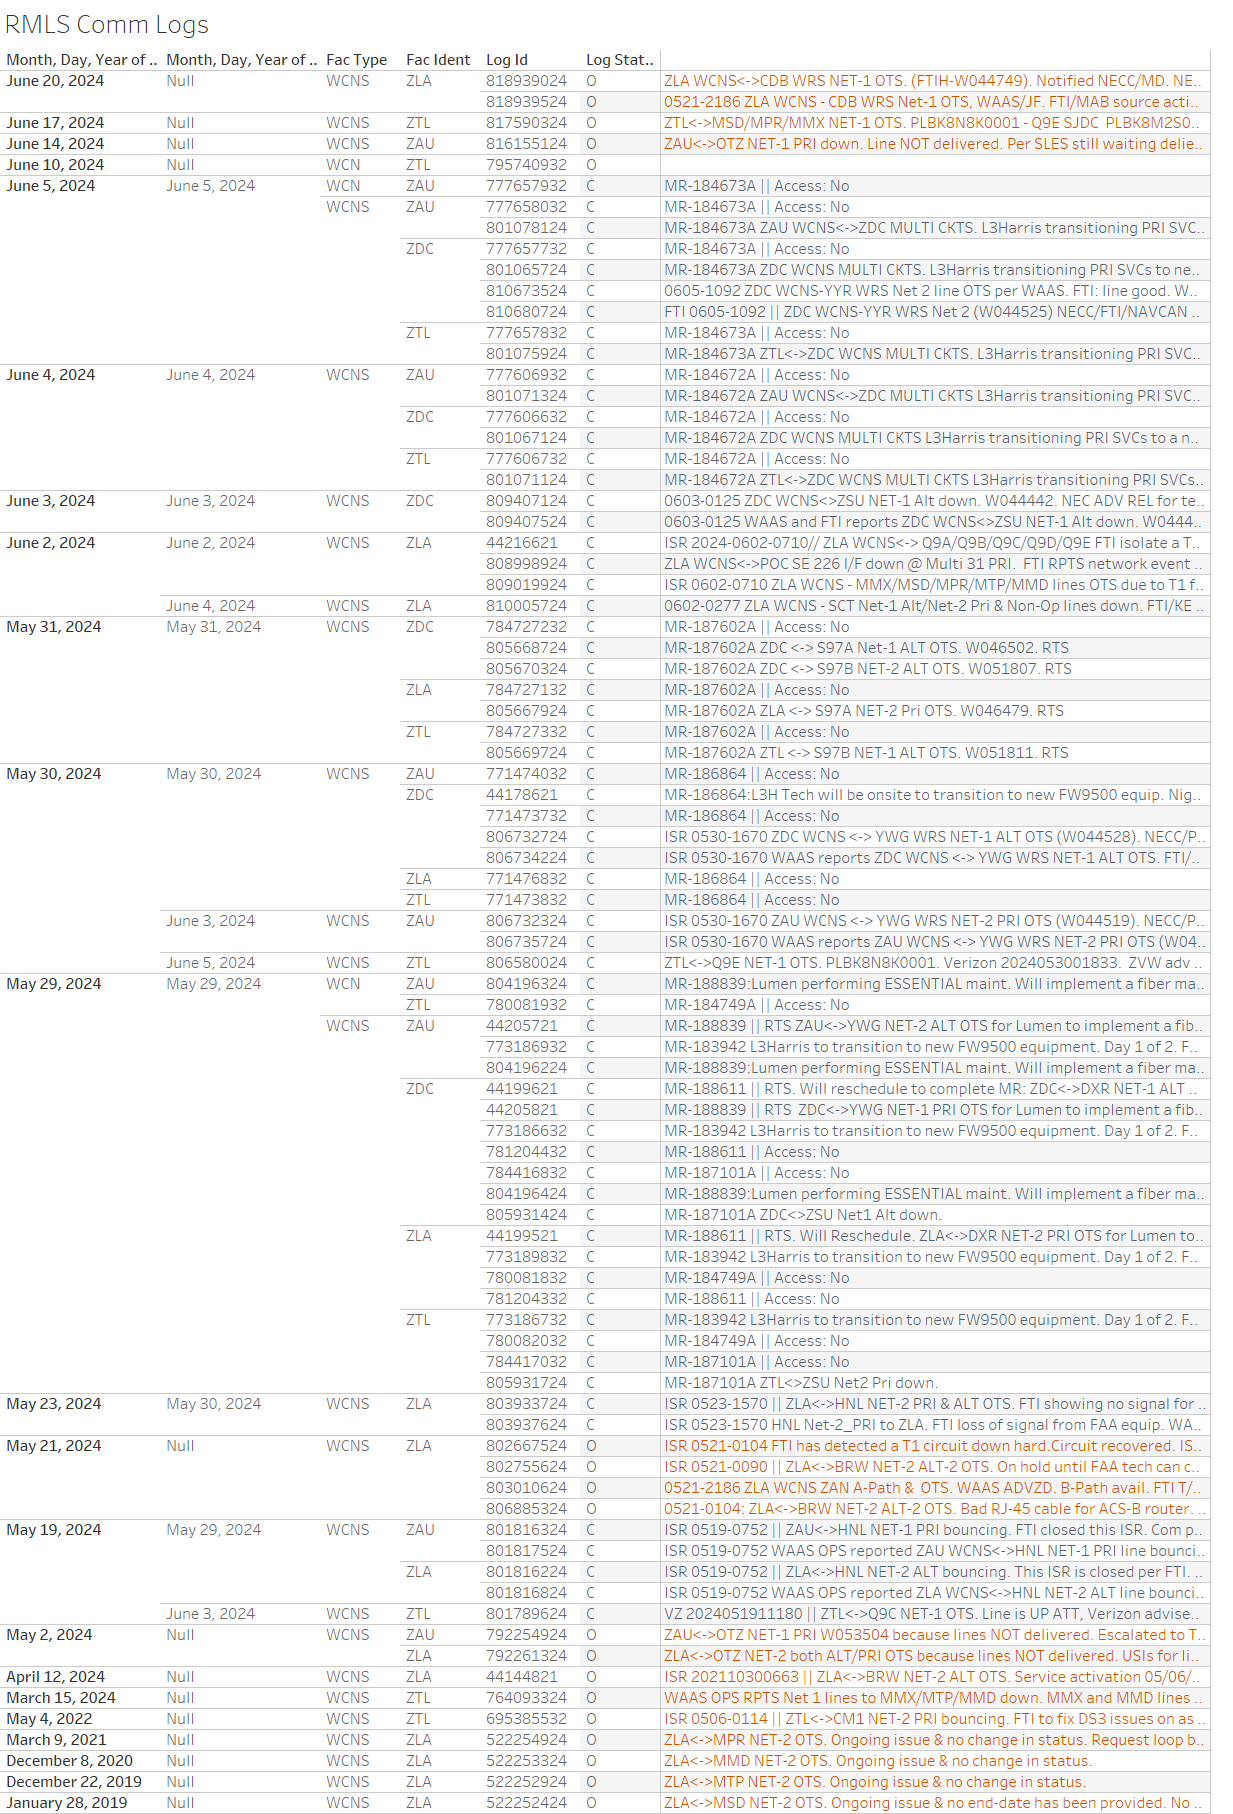 RMLS Comm Logs
Month, Day, Year of .. Month, Day, Year of .. Fac Type Fac Ident Log Id Log Stat..
June 20, 2024 Null WCNS ZLA 818939024 O ZLA WCNS<->CDB WRS NET-1 OTS. (FTIH-W044749). Notified NECC/MD. NE..
818939524 O 0521-2186 ZLA WCNS - CDB WRS Net-1 OTS, WAAS/JF. FTI/MAB source acti..
June 17, 2024 Null WCNS ZTL 817590324 O ZTL<->MSD/MPR/MMX NET-1 OTS. PLBK8N8K0001 - Q9E SJDC PLBK8M2S0..
June 14, 2024 Null WCNS ZAU 816155124 O ZAU<->OTZ NET-1 PRI down. Line NOT delivered. Per SLES still waiting delie..
June 10, 2024 Null WCN ZTL 795740932 O
June 5, 2024 June 5, 2024 WCN ZAU 777657932 C MR-184673A || Access: No
WCNS ZAU 777658032 C MR-184673A || Access: No
801078124 C MR-184673A ZAU WCNS<->ZDC MULTI CKTS. L3Harris transitioning PRI SVC..
ZDC 777657732 C MR-184673A || Access: No
801065724 C MR-184673A ZDC WCNS MULTI CKTS. L3Harris transitioning PRI SVCs to ne..
810673524 C 0605-1092 ZDC WCNS-YYR WRS Net 2 line OTS per WAAS. FTI: line good. W..
810680724 C FTI 0605-1092 || ZDC WCNS-YYR WRS Net 2 (W044525) NECC/FTI/NAVCAN ..
ZTL 777657832 C MR-184673A || Access: No
801075924 C MR-184673A ZTL<->ZDC WCNS MULTI CKTS. L3Harris transitioning PRI SVC..
June 4, 2024 June 4, 2024 WCNS ZAU 777606932 C MR-184672A || Access: No
801071324 C MR-184672A ZAU WCNS<->ZDC MULTI CKTS L3Harris transitioning PRI SVC..
ZDC 777606632 C MR-184672A || Access: No
801067124 C MR-184672A ZDC WCNS MULTI CKTS L3Harris transitioning PRI SVCs to a n..
ZTL 777606732 C MR-184672A || Access: No
801071124 C MR-184672A ZTL<->ZDC WCNS MULTI CKTS L3Harris transitioning PRI SVCs..
June 3, 2024 June 3, 2024 WCNS ZDC 809407124 C 0603-0125 ZDC WCNS<>ZSU NET-1 Alt down. W044442. NEC ADV REL for te..
809407524 C 0603-0125 WAAS and FTI reports ZDC WCNS<>ZSU NET-1 Alt down. W0444..
June 2, 2024 June 2, 2024 WCNS ZLA 44216621 C ISR 2024-0602-0710// ZLA WCNS<-> Q9A/Q9B/Q9C/Q9D/Q9E FTI isolate a T..
808998924 C ZLA WCNS<->POC SE 226 I/F down @ Multi 31 PRI. FTI RPTS network event ..
809019924 C ISR 0602-0710 ZLA WCNS - MMX/MSD/MPR/MTP/MMD lines OTS due to T1 f..
June 4, 2024 WCNS ZLA 810005724 C 0602-0277 ZLA WCNS - SCT Net-1 Alt/Net-2 Pri & Non-Op lines down. FTI/KE ..
May 31, 2024 May 31, 2024 WCNS ZDC 784727232 C MR-187602A || Access: No
805668724 C MR-187602A ZDC <-> S97A Net-1 ALT OTS. W046502. RTS
805670324 C MR-187602A ZDC <-> S97B NET-2 ALT OTS. W051807. RTS
ZLA 784727132 C MR-187602A || Access: No
805667924 C MR-187602A ZLA <-> S97A NET-2 Pri OTS. W046479. RTS
ZTL 784727332 C MR-187602A || Access: No
805669724 C MR-187602A ZTL <-> S97B NET-1 ALT OTS. W051811. RTS
May 30, 2024 May 30, 2024 WCNS ZAU 771474032 C MR-186864 || Access: No
ZDC 44178621 C MR-186864:L3H Tech will be onsite to transition to new FW9500 equip. Nig..
771473732 C MR-186864 || Access: No
806732724 C ISR 0530-1670 ZDC WCNS <-> YWG WRS NET-1 ALT OTS (W044528). NECC/P..
806734224 C ISR 0530-1670 WAAS reports ZDC WCNS <-> YWG WRS NET-1 ALT OTS. FTI/..
ZLA 771476832 C MR-186864 || Access: No
ZTL 771473832 C MR-186864 || Access: No
June 3, 2024 WCNS ZAU 806732324 C ISR 0530-1670 ZAU WCNS <-> YWG WRS NET-2 PRI OTS (W044519). NECC/P..
806735724 C ISR 0530-1670 WAAS reports ZAU WCNS <-> YWG WRS NET-2 PRI OTS (W04..
June 5, 2024 WCNS ZTL 806580024 C ZTL<->Q9E NET-1 OTS. PLBK8N8K0001. Verizon 2024053001833. ZVW adv ..
May 29, 2024 May 29, 2024 WCN ZAU 804196324 C MR-188839:Lumen performing ESSENTIAL maint. Will implement a fiber ma..
ZTL 780081932 C MR-184749A || Access: No
WCNS ZAU 44205721 C MR-188839 || RTS ZAU<->YWG NET-2 ALT OTS for Lumen to implement a fib..
773186932 C MR-183942 L3Harris to transition to new FW9500 equipment. Day 1 of 2. F..
804196224 C MR-188839:Lumen performing ESSENTIAL maint. Will implement a fiber ma..
ZDC 44199621 C MR-188611 || RTS. Will reschedule to complete MR: ZDC<->DXR NET-1 ALT ..
44205821 C MR-188839 || RTS ZDC<->YWG NET-1 PRI OTS for Lumen to implement a fib..
773186632 C MR-183942 L3Harris to transition to new FW9500 equipment. Day 1 of 2. F..
781204432 C MR-188611 || Access: No
784416832 C MR-187101A || Access: No
804196424 C MR-188839:Lumen performing ESSENTIAL maint. Will implement a fiber ma..
805931424 C MR-187101A ZDC<>ZSU Net1 Alt down.
ZLA 44199521 C MR-188611 || RTS. Will Reschedule. ZLA<->DXR NET-2 PRI OTS for Lumen to..
773189832 C MR-183942 L3Harris to transition to new FW9500 equipment. Day 1 of 2. F..
780081832 C MR-184749A || Access: No
781204332 C MR-188611 || Access: No
ZTL 773186732 C MR-183942 L3Harris to transition to new FW9500 equipment. Day 1 of 2. F..
780082032 C MR-184749A || Access: No
784417032 C MR-187101A || Access: No
805931724 C MR-187101A ZTL<>ZSU Net2 Pri down.
May 23, 2024 May 30, 2024 WCNS ZLA 803933724 C ISR 0523-1570 || ZLA<->HNL NET-2 PRI & ALT OTS. FTI showing no signal for ..
803937624 C ISR 0523-1570 HNL Net-2_PRI to ZLA. FTI loss of signal from FAA equip. WA..
May 21, 2024 Null WCNS ZLA 802667524 O ISR 0521-0104 FTI has detected a T1 circuit down hard.Circuit recovered. IS..
802755624 O ISR 0521-0090 || ZLA<->BRW NET-2 ALT-2 OTS. On hold until FAA tech can c..
803010624 O 0521-2186 ZLA WCNS ZAN A-Path & OTS. WAAS ADVZD. B-Path avail. FTI T/..
806885324 O 0521-0104: ZLA<->BRW NET-2 ALT-2 OTS. Bad RJ-45 cable for ACS-B router. ..
May 19, 2024 May 29, 2024 WCNS ZAU 801816324 C ISR 0519-0752 || ZAU<->HNL NET-1 PRI bouncing. FTI closed this ISR. Com p..
801817524 C ISR 0519-0752 WAAS OPS reported ZAU WCNS<->HNL NET-1 PRI line bounci..
ZLA 801816224 C ISR 0519-0752 || ZLA<->HNL NET-2 ALT bouncing. This ISR is closed per FTI. ..
801816824 C ISR 0519-0752 WAAS OPS reported ZLA WCNS<->HNL NET-2 ALT line bounci..
June 3, 2024 WCNS ZTL 801789624 C VZ 2024051911180 || ZTL<->Q9C NET-1 OTS. Line is UP ATT, Verizon advise..
May 2, 2024 Null WCNS ZAU 792254924 O ZAU<->OTZ NET-1 PRI W053504 because lines NOT delivered. Escalated to T..
ZLA 792261324 O ZLA<->OTZ NET-2 both ALT/PRI OTS because lines NOT delivered. USIs for li..
April 12, 2024 Null WCNS ZLA 44144821 O ISR 202110300663 || ZLA<->BRW NET-2 ALT OTS. Service activation 05/06/..
March 15, 2024 Null WCNS ZTL 764093324 O WAAS OPS RPTS Net 1 lines to MMX/MTP/MMD down. MMX and MMD lines ..
May 4, 2022 Null WCNS ZTL 695385532 O ISR 0506-0114 || ZTL<->CM1 NET-2 PRI bouncing. FTI to fix DS3 issues on as ..
March 9, 2021 Null WCNS ZLA 522254924 O ZLA<->MPR NET-2 OTS. Ongoing issue & no change in status. Request loop b..
December 8, 2020 Null WCNS ZLA 522253324 O ZLA<->MMD NET-2 OTS. Ongoing issue & no change in status.
December 22, 2019 Null WCNS ZLA 522252924 O ZLA<->MTP NET-2 OTS. Ongoing issue & no change in status.
January 28, 2019 Null WCNS ZLA 522252424 O ZLA<->MSD NET-2 OTS. Ongoing issue & no end-date has been provided. No ..